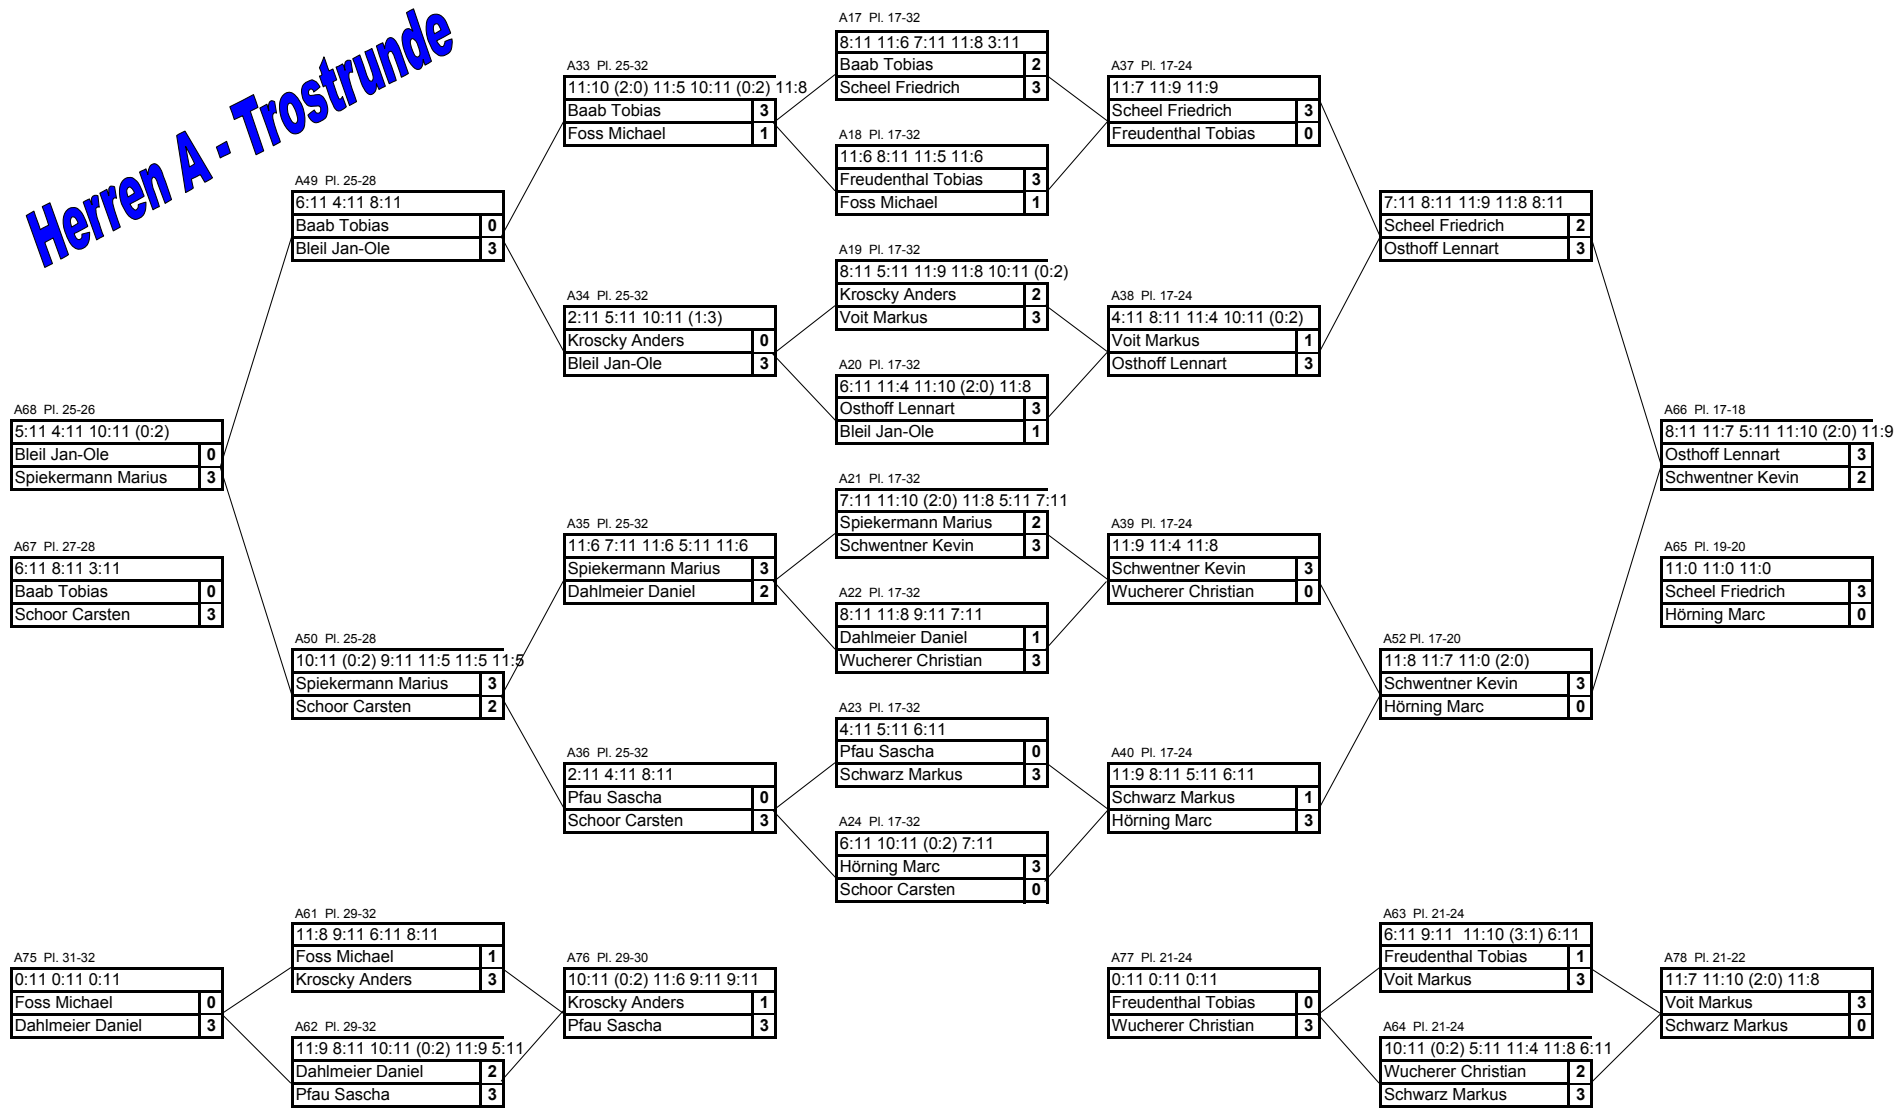 Herren A - Trostrunde
A68 Pl. 25-26
5:11 4:11 10:11 (0:2)
Bleil Jan-Ole 0
Spiekermann Marius 3
A67 Pl. 27-28
6:11 8:11 3:11
Baab Tobias 0
Schoor Carsten 3
A49 Pl. 25-28
6:11 4:11 8:11
Baab Tobias 0
Bleil Jan-Ole 3
A50 Pl. 25-28
10:11 (0:2) 9:11 11:5 11:5 11:5
Spiekermann Marius 3
Schoor Carsten 2
A33 Pl. 25-32
11:10 (2:0) 11:5 10:11 (0:2) 11:8
Baab Tobias 3
Foss Michael 1
A34 Pl. 25-32
2:11 5:11 10:11 (1:3)
Kroscky Anders 0
Bleil Jan-Ole 3
A35 Pl. 25-32
11:6 7:11 11:6 5:11 11:6
Spiekermann Marius 3
Dahlmeier Daniel 2
A36 Pl. 25-32
2:11 4:11 8:11
Pfau Sascha 0
Schoor Carsten 3
A17 Pl. 17-32
8:11 11:6 7:11 11:8 3:11
Baab Tobias 2
Scheel Friedrich 3
A18 Pl. 17-32
11:6 8:11 11:5 11:6
Freudenthal Tobias 3
Foss Michael 1
A19 Pl. 17-32
8:11 5:11 11:9 11:8 10:11 (0:2)
Kroscky Anders 2
Voit Markus 3
A20 Pl. 17-32
6:11 11:4 11:10 (2:0) 11:8
Osthoff Lennart 3
Bleil Jan-Ole 1
A21 Pl. 17-32
7:11 11:10 (2:0) 11:8 5:11 7:11
Spiekermann Marius 2
Schwentner Kevin 3
A22 Pl. 17-32
8:11 11:8 9:11 7:11
Dahlmeier Daniel 1
Wucherer Christian 3
A23 Pl. 17-32
4:11 5:11 6:11
Pfau Sascha 0
Schwarz Markus 3
A24 Pl. 17-32
6:11 10:11 (0:2) 7:11
Hörning Marc 3
Schoor Carsten 0
A37 Pl. 17-24
11:7 11:9 11:9
Scheel Friedrich 3
Freudenthal Tobias 0
A38 Pl. 17-24
4:11 8:11 11:4 10:11 (0:2)
Voit Markus 1
Osthoff Lennart 3
A39 Pl. 17-24
11:9 11:4 11:8
Schwentner Kevin 3
Wucherer Christian 0
A40 Pl. 17-24
11:9 8:11 5:11 6:11
Schwarz Markus 1
Hörning Marc 3
7:11 8:11 11:9 11:8 8:11
Scheel Friedrich 2
Osthoff Lennart 3
A52 Pl. 17-20
11:8 11:7 11:0 (2:0)
Schwentner Kevin 3
Hörning Marc 0
A66 Pl. 17-18
8:11 11:7 5:11 11:10 (2:0) 11:9
Osthoff Lennart 3
Schwentner Kevin 2
A65 Pl. 19-20
11:0 11:0 11:0
Scheel Friedrich 3
Hörning Marc 0
A75 Pl. 31-32
0:11 0:11 0:11
Foss Michael 0
Dahlmeier Daniel 3
A61 Pl. 29-32
11:8 9:11 6:11 8:11
Foss Michael 1
Kroscky Anders 3
A62 Pl. 29-32
11:9 8:11 10:11 (0:2) 11:9 5:11
Dahlmeier Daniel 2
Pfau Sascha 3
A76 Pl. 29-30
10:11 (0:2) 11:6 9:11 9:11
Kroscky Anders 1
Pfau Sascha 3
A77 Pl. 21-24
0:11 0:11 0:11
Freudenthal Tobias 0
Wucherer Christian 3
A63 Pl. 21-24
6:11 9:11 11:10 (3:1) 6:11
Freudenthal Tobias 1
Voit Markus 3
A64 Pl. 21-24
10:11 (0:2) 5:11 11:4 11:8 6:11
Wucherer Christian 2
Schwarz Markus 3
A78 Pl. 21-22
11:7 11:10 (2:0) 11:8
Voit Markus 3
Schwarz Markus 0